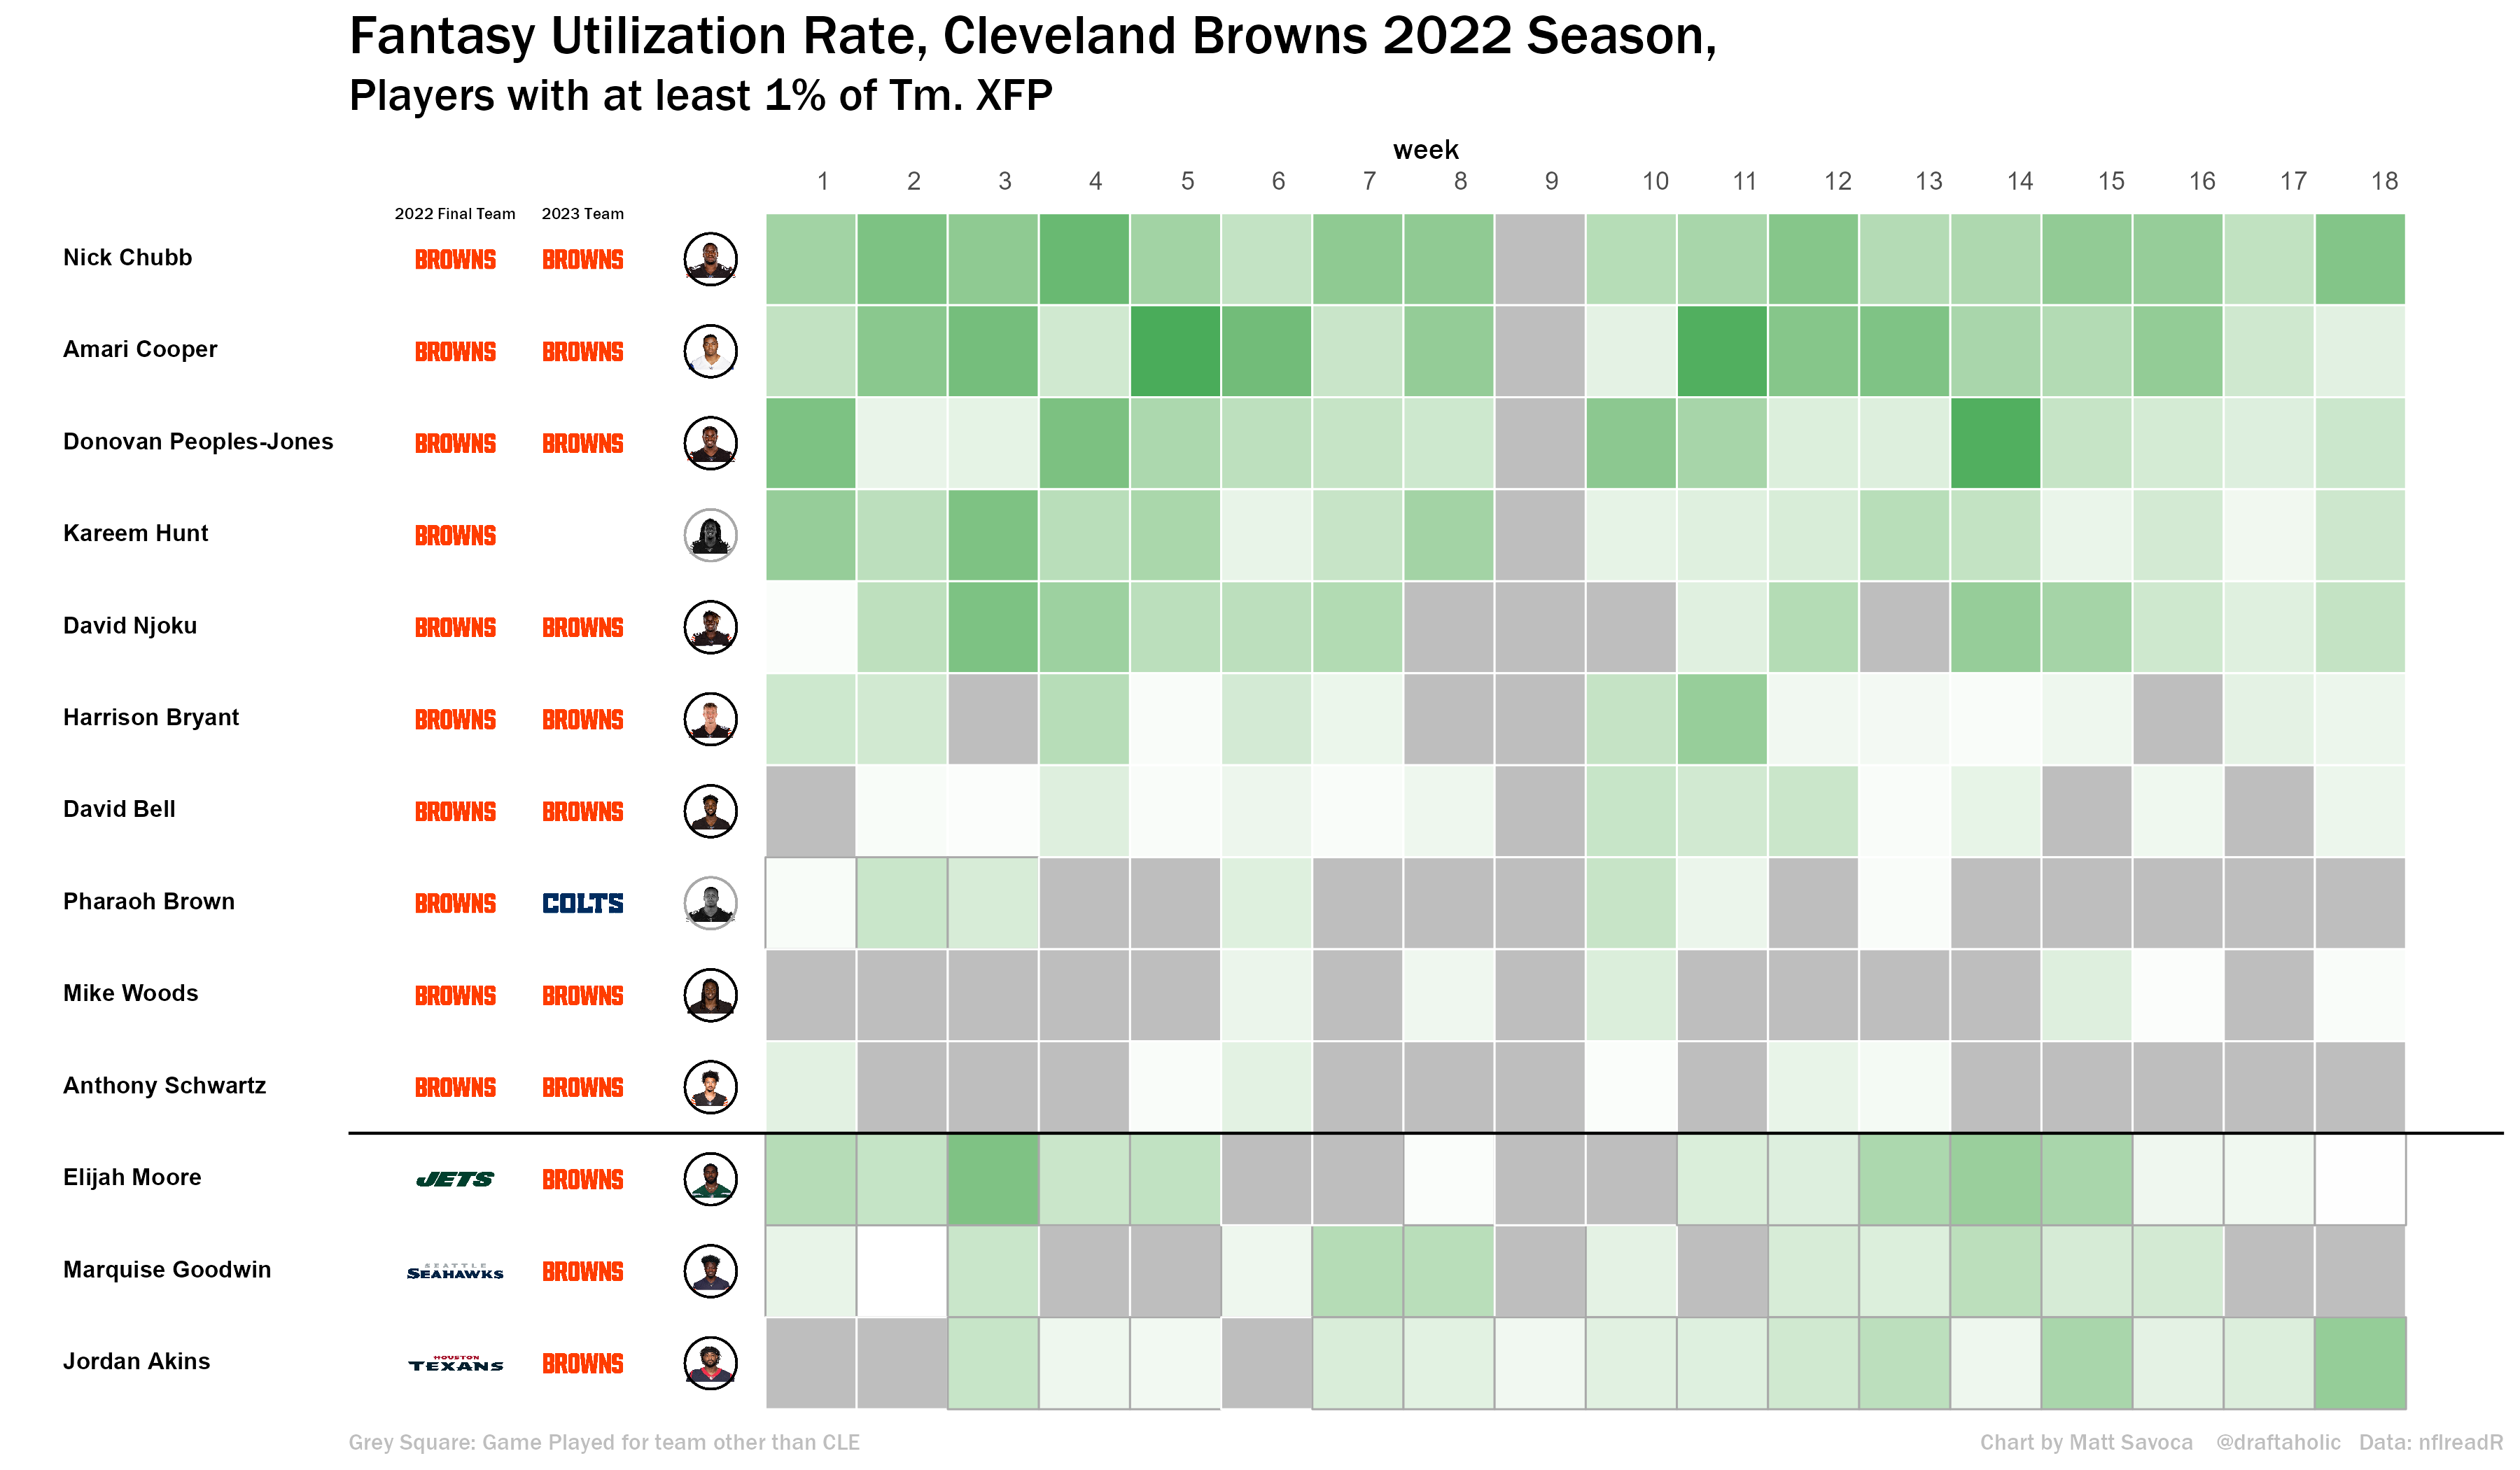 Fantasy Utilization Rate, Cleveland Browns 2022 Season,
Players with at least 1% of Tm. XFP
week
1 2 3 4 5 6 7 8 9 10 11 12 13 14 15 16 17 18
2022 Final Team 2023 Team
Nick Chubb BROWNS BROWNS
Amari Cooper BROWNS BROWNS
Donovan Peoples-Jones BROWNS BROWNS
Kareem Hunt BROWNS
David Njoku BROWNS BROWNS
Harrison Bryant BROWNS BROWNS
David Bell BROWNS BROWNS
Pharaoh Brown BROWNS COLTS
Mike Woods BROWNS BROWNS
Anthony Schwartz BROWNS BROWNS
Elijah Moore JETS BROWNS
Marquise Goodwin SEATTLE SEAHAWKS BROWNS
Jordan Akins HOUSTON TEXANS BROWNS
Grey Square: Game Played for team other than CLE
Chart by Matt Savoca @draftaholic Data: nflreadR